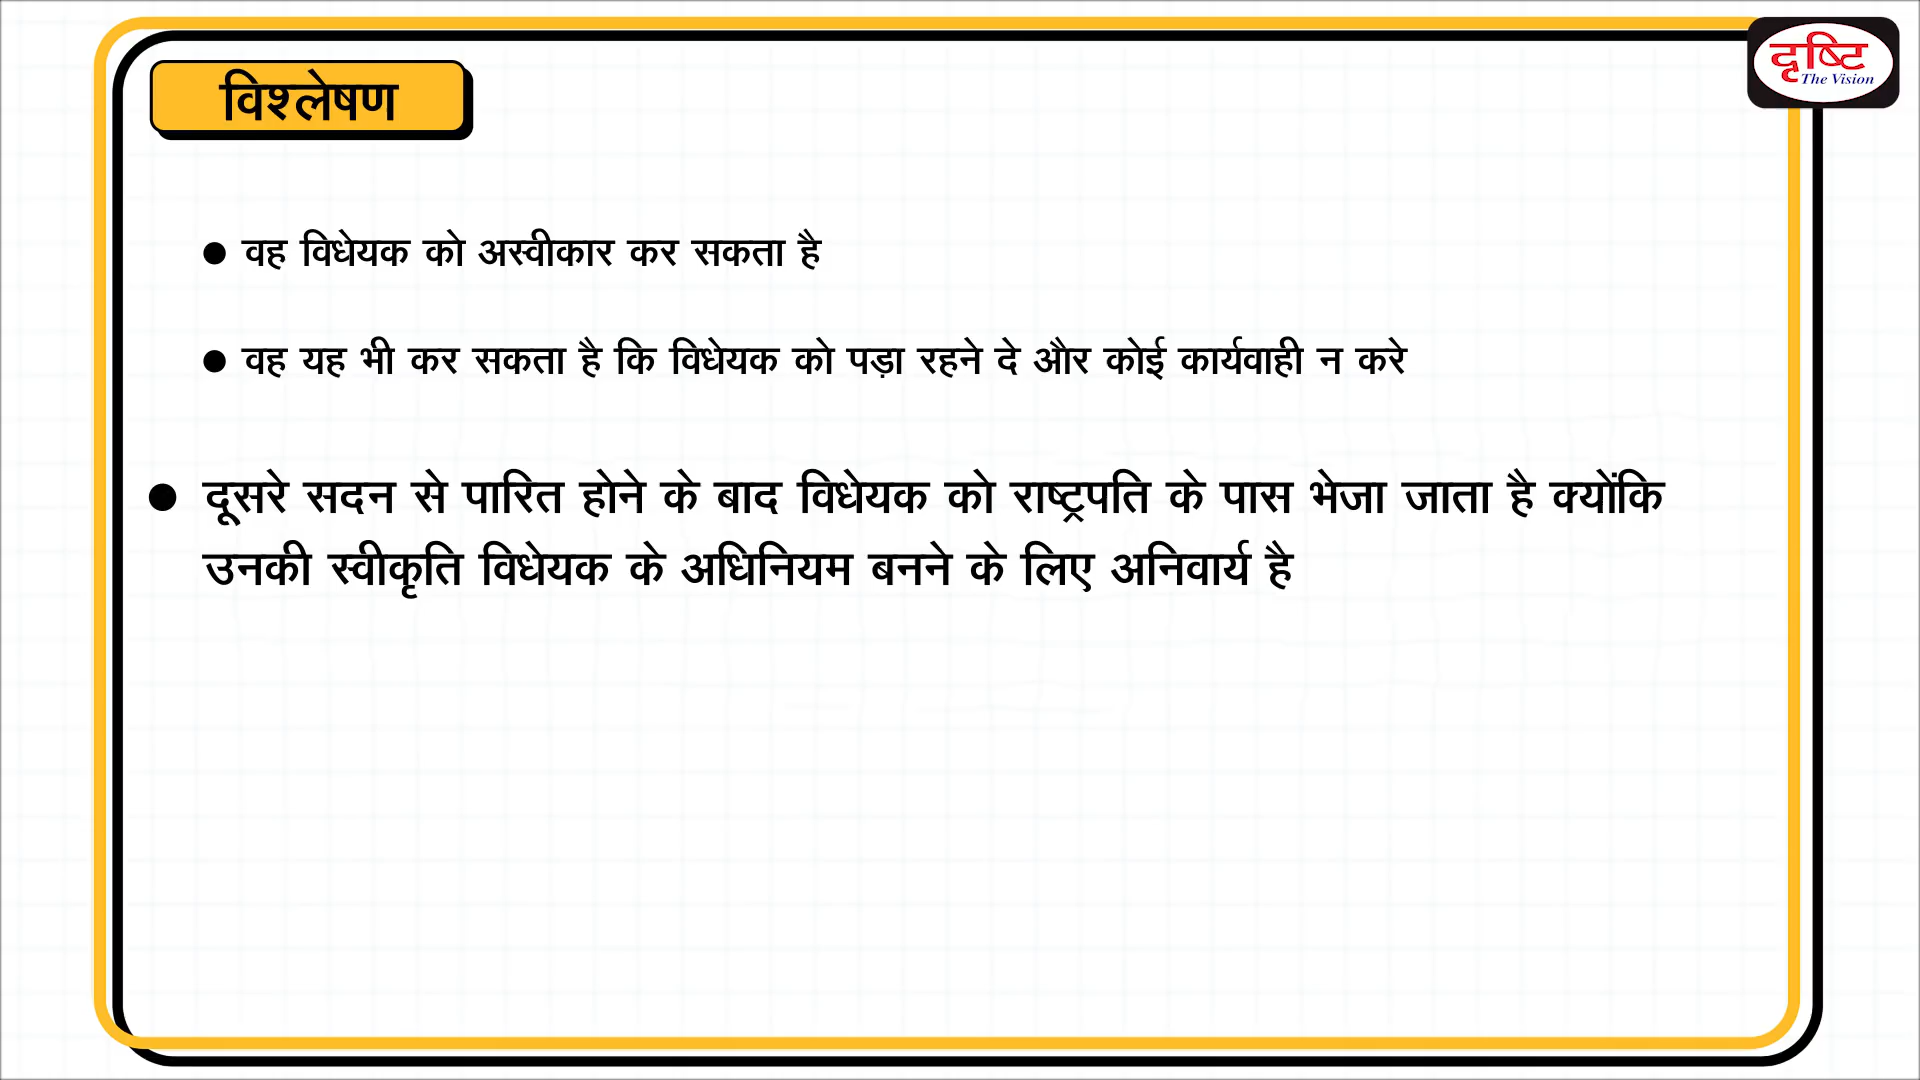 विश्लेषण
दृष्टि
The Vision
● वह विधेयक को अस्वीकार कर सकता है
● वह यह भी कर सकता है कि विधेयक को पड़ा रहने दे और कोई कार्यवाही न करे
● दूसरे सदन से पारित होने के बाद विधेयक को राष्ट्रपति के पास भेजा जाता है क्योंकि
उनकी स्वीकृति विधेयक के अधिनियम बनने के लिए अनिवार्य है